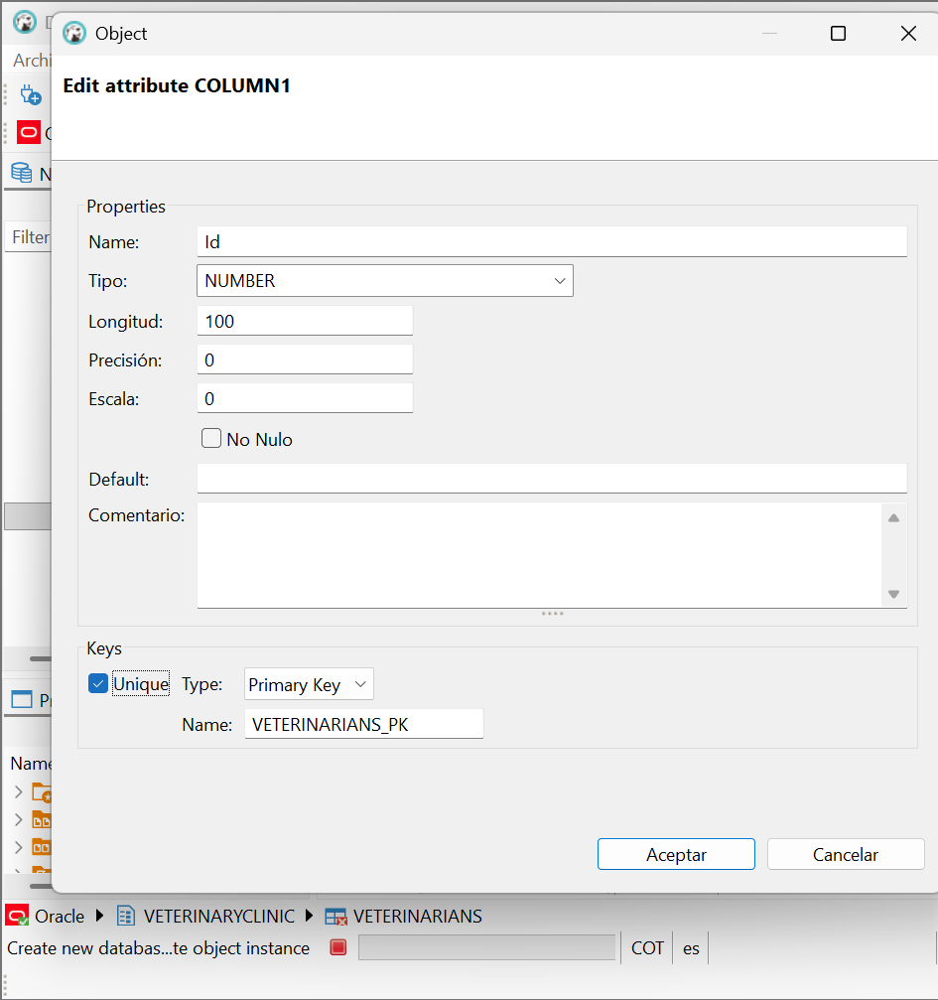 Object
Archi
Edit attribute COLUMN1
N
Filter
Properties
Name: Id
Tipo: NUMBER
Longitud: 100
Precisión: 0
Escala: 0
No Nulo
Default:
Comentario:
Keys
Unique Type: Primary Key
Name: VETERINARIANS_PK
Name
Aceptar Cancelar
Oracle VETERINARYCLINIC VETERINARIANS
Create new databas...te object instance COT es